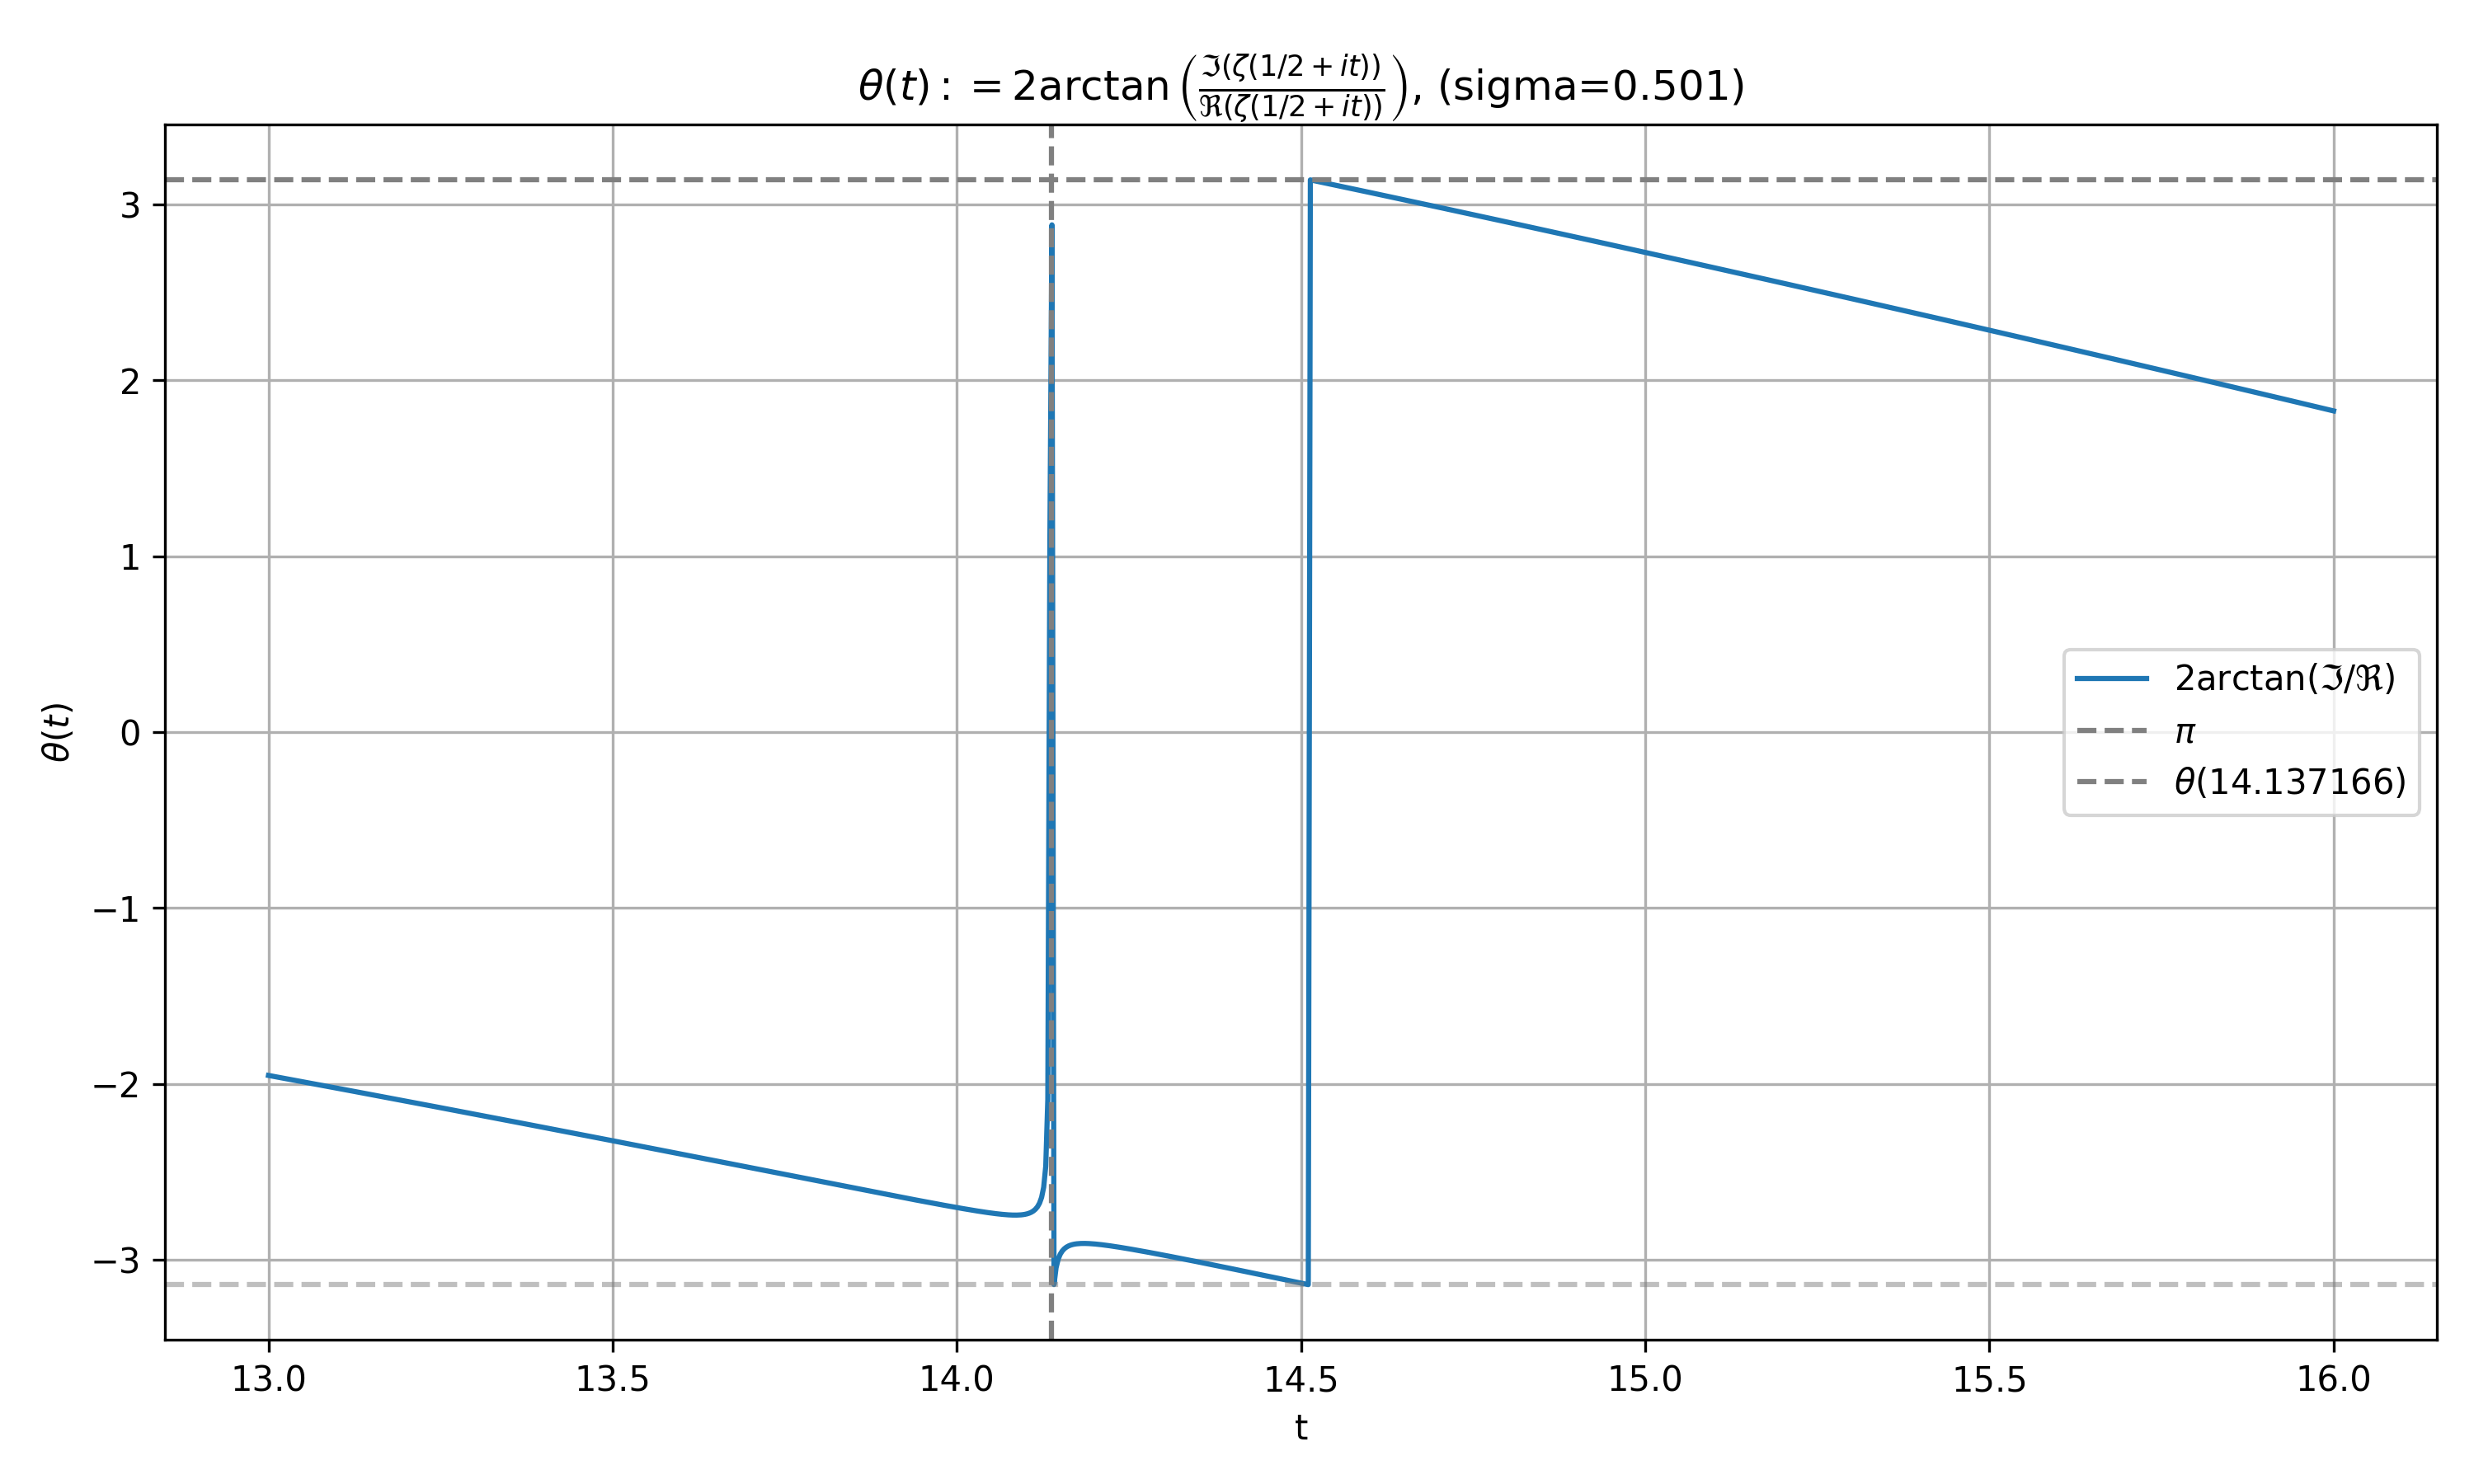 θ(t) := 2arctan(ℑ(ζ(1/2 + it))/ℜ(ζ(1/2 + it))), (sigma=0.501)
3
2
1
0
−1
−2
−3
θ(t)
2arctan(ℑ/ℜ)
π
θ(14.137166)
13.0 13.5 14.0 14.5 15.0 15.5 16.0
t